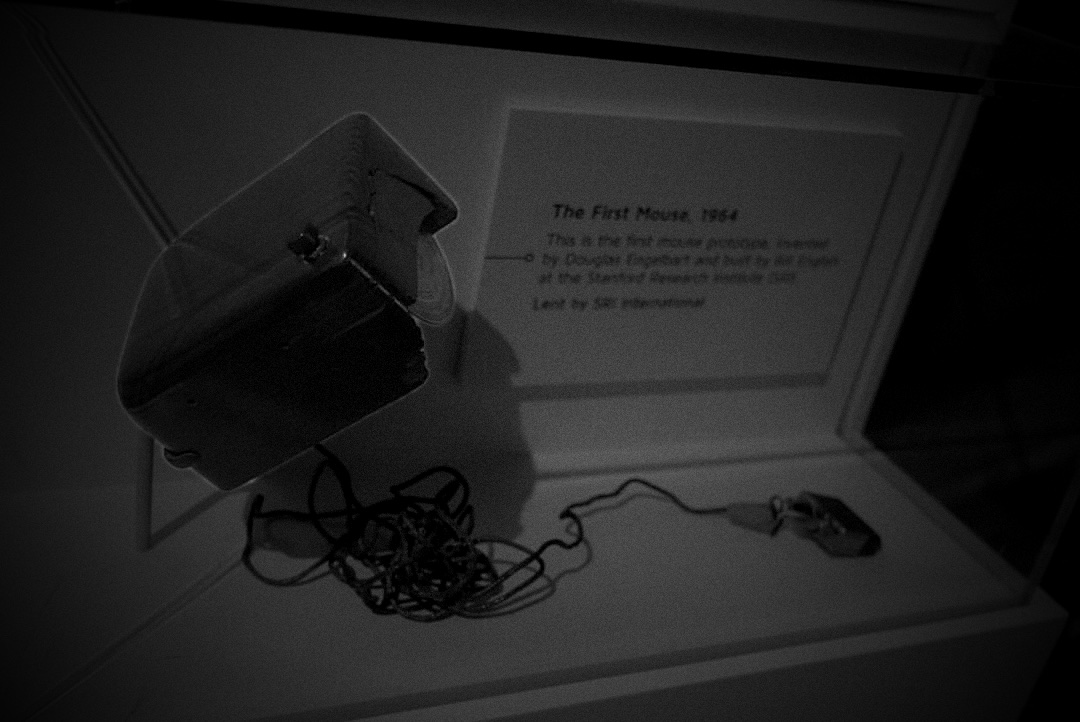 The First Mouse, 1964
This is the first mouse prototype, invented
by Douglas Engelbart and built by Bill English
at the Stanford Research Institute (SRI).
Lent by SRI International